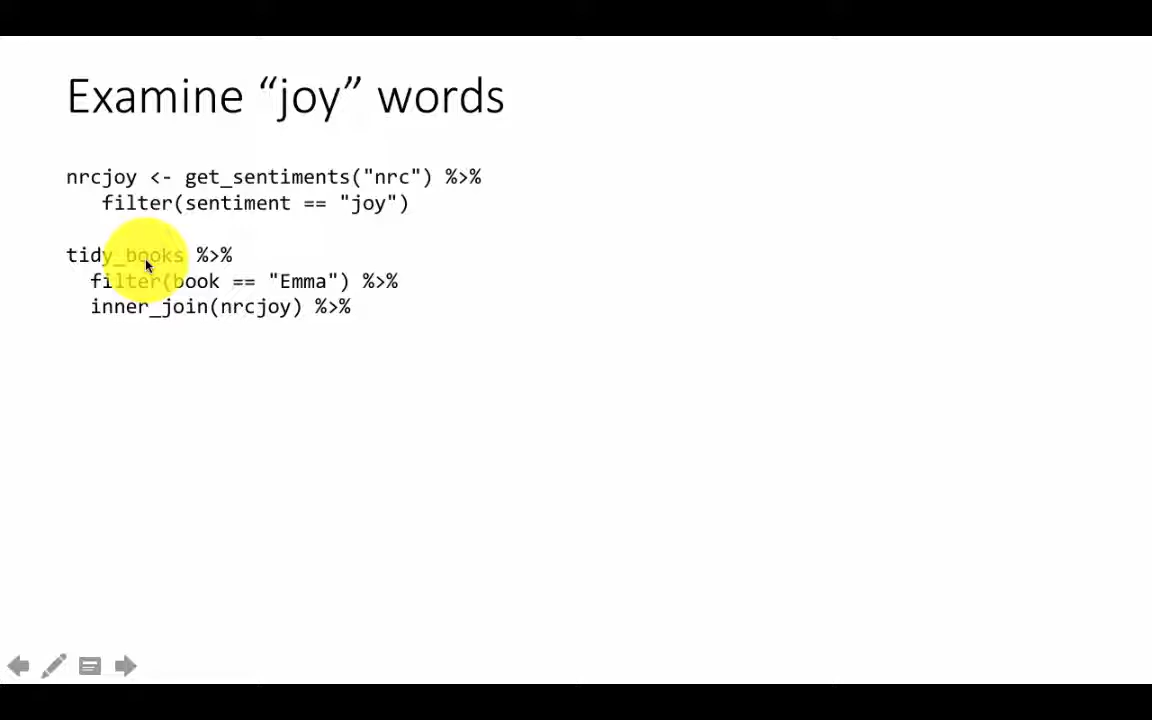 Examine “joy” words
nrcjoy <- get_sentiments("nrc") %>%
filter(sentiment == "joy")
tidy_books %>%
filter(book == "Emma") %>%
inner_join(nrcjoy) %>%